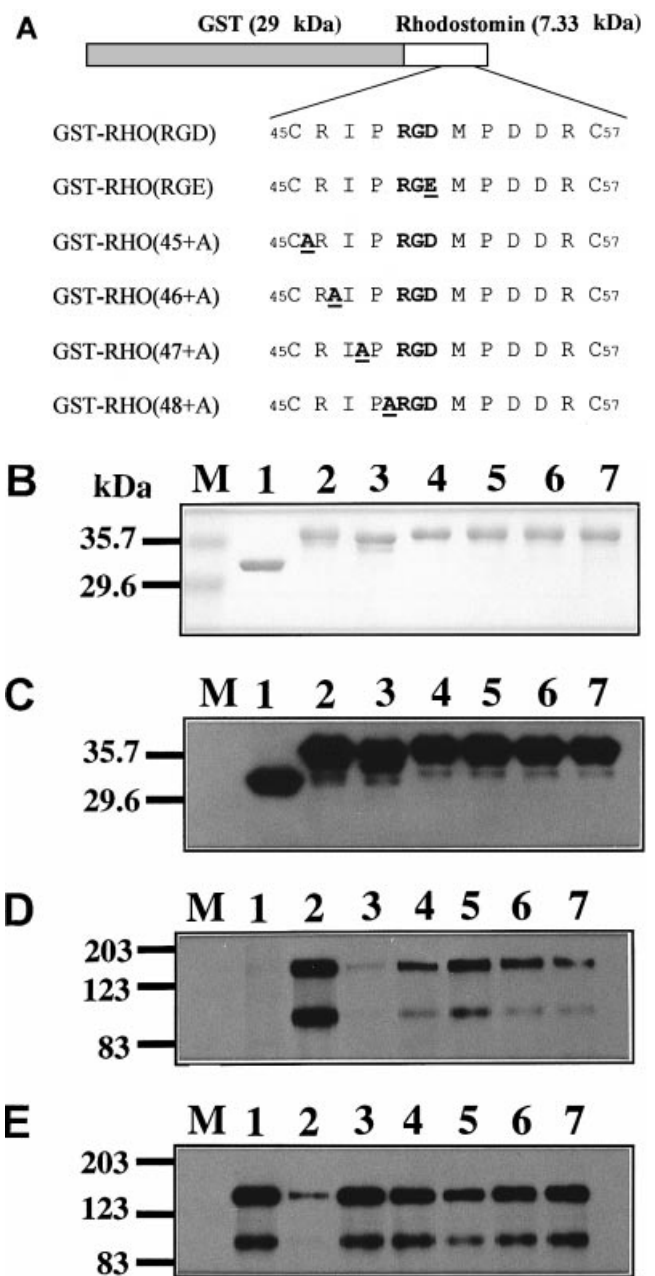 A
GST (29 kDa) Rhodostomin (7.33 kDa)
GST-RHO(RGD) 45C R I P RGD M P D D R C57
GST-RHO(RGE) 45C R I P RGE M P D D R C57
GST-RHO(45+A) 45CAR I P RGD M P D D R C57
GST-RHO(46+A) 45C RAI P RGD M P D D R C57
GST-RHO(47+A) 45C R IAP RGD M P D D R C57
GST-RHO(48+A) 45C R I PARGD M P D D R C57
B
kDa M 1 2 3 4 5 6 7
35.7
29.6
C
M 1 2 3 4 5 6 7
35.7
29.6
D
M 1 2 3 4 5 6 7
203
123
83
E
M 1 2 3 4 5 6 7
203
123
83